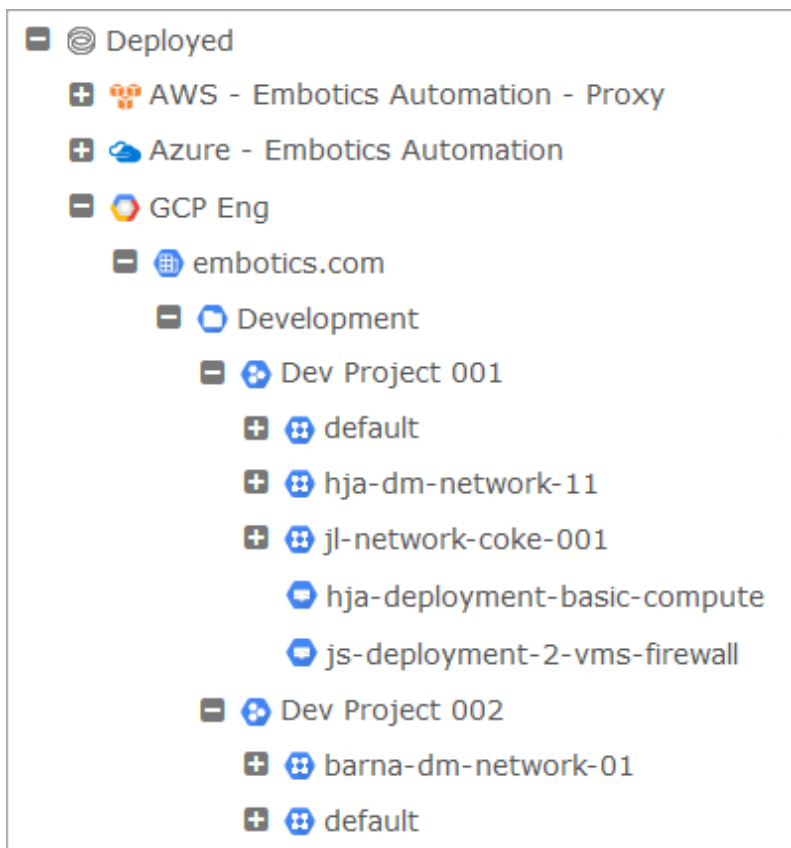 Deployed
AWS - Embotics Automation - Proxy
Azure - Embotics Automation
GCP Eng
embotics.com
Development
Dev Project 001
default
hja-dm-network-11
jl-network-coke-001
hja-deployment-basic-compute
js-deployment-2-vms-firewall
Dev Project 002
barna-dm-network-01
default